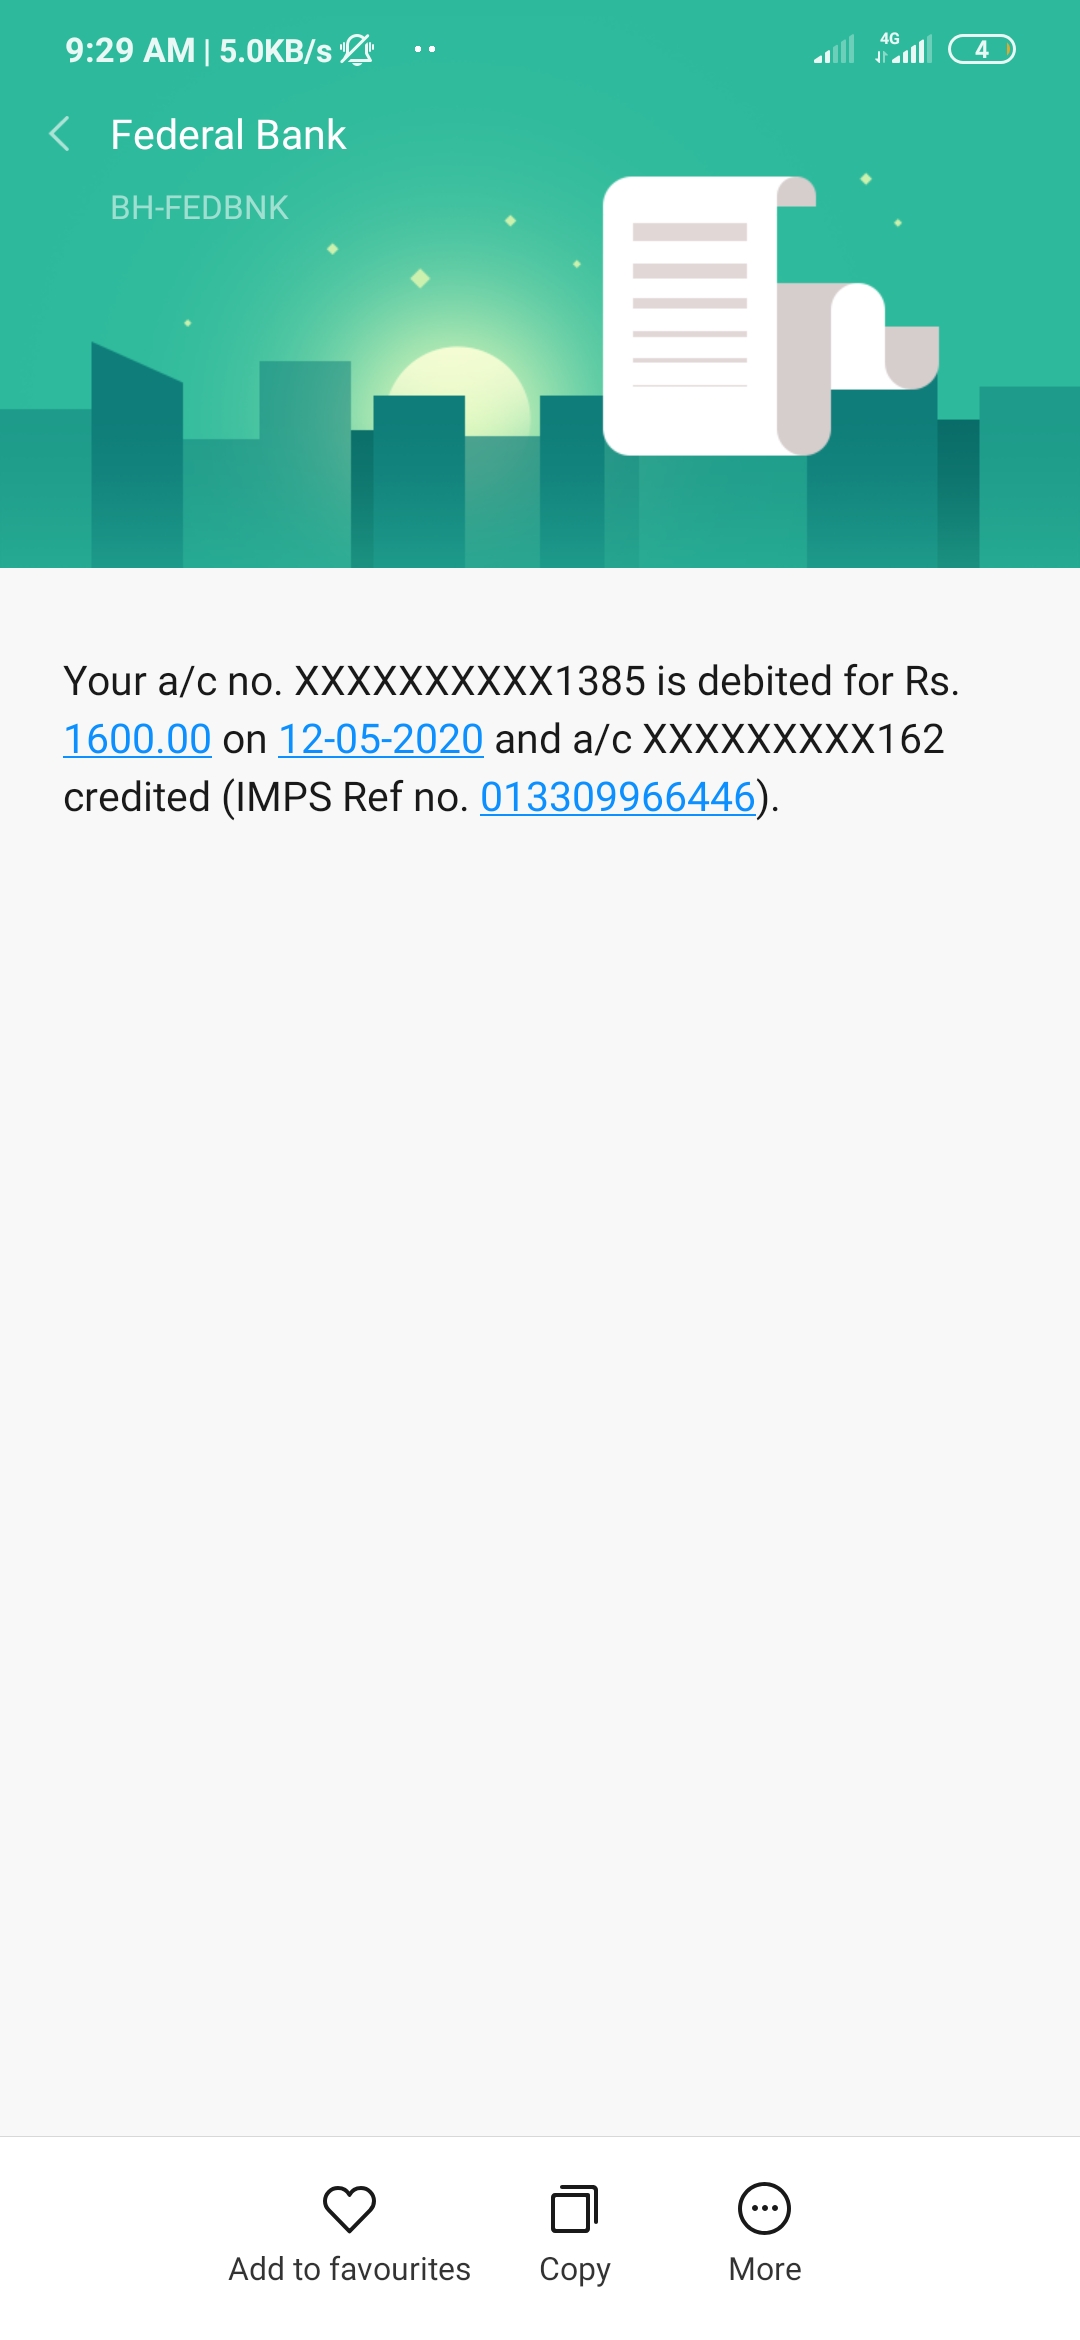 9:29 AM | 5.0KB/s 4G 4
Federal Bank
BH-FEDBNK
Your a/c no. XXXXXXXXXX1385 is debited for Rs.
1600.00 on 12-05-2020 and a/c XXXXXXXXX162
credited (IMPS Ref no. 013309966446).
Add to favourites Copy More